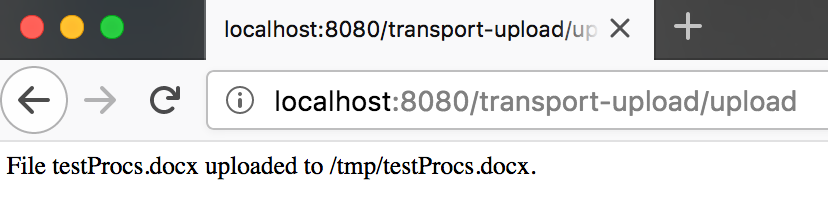 localhost:8080/transport-upload/up
localhost:8080/transport-upload/upload
File testProcs.docx uploaded to /tmp/testProcs.docx.